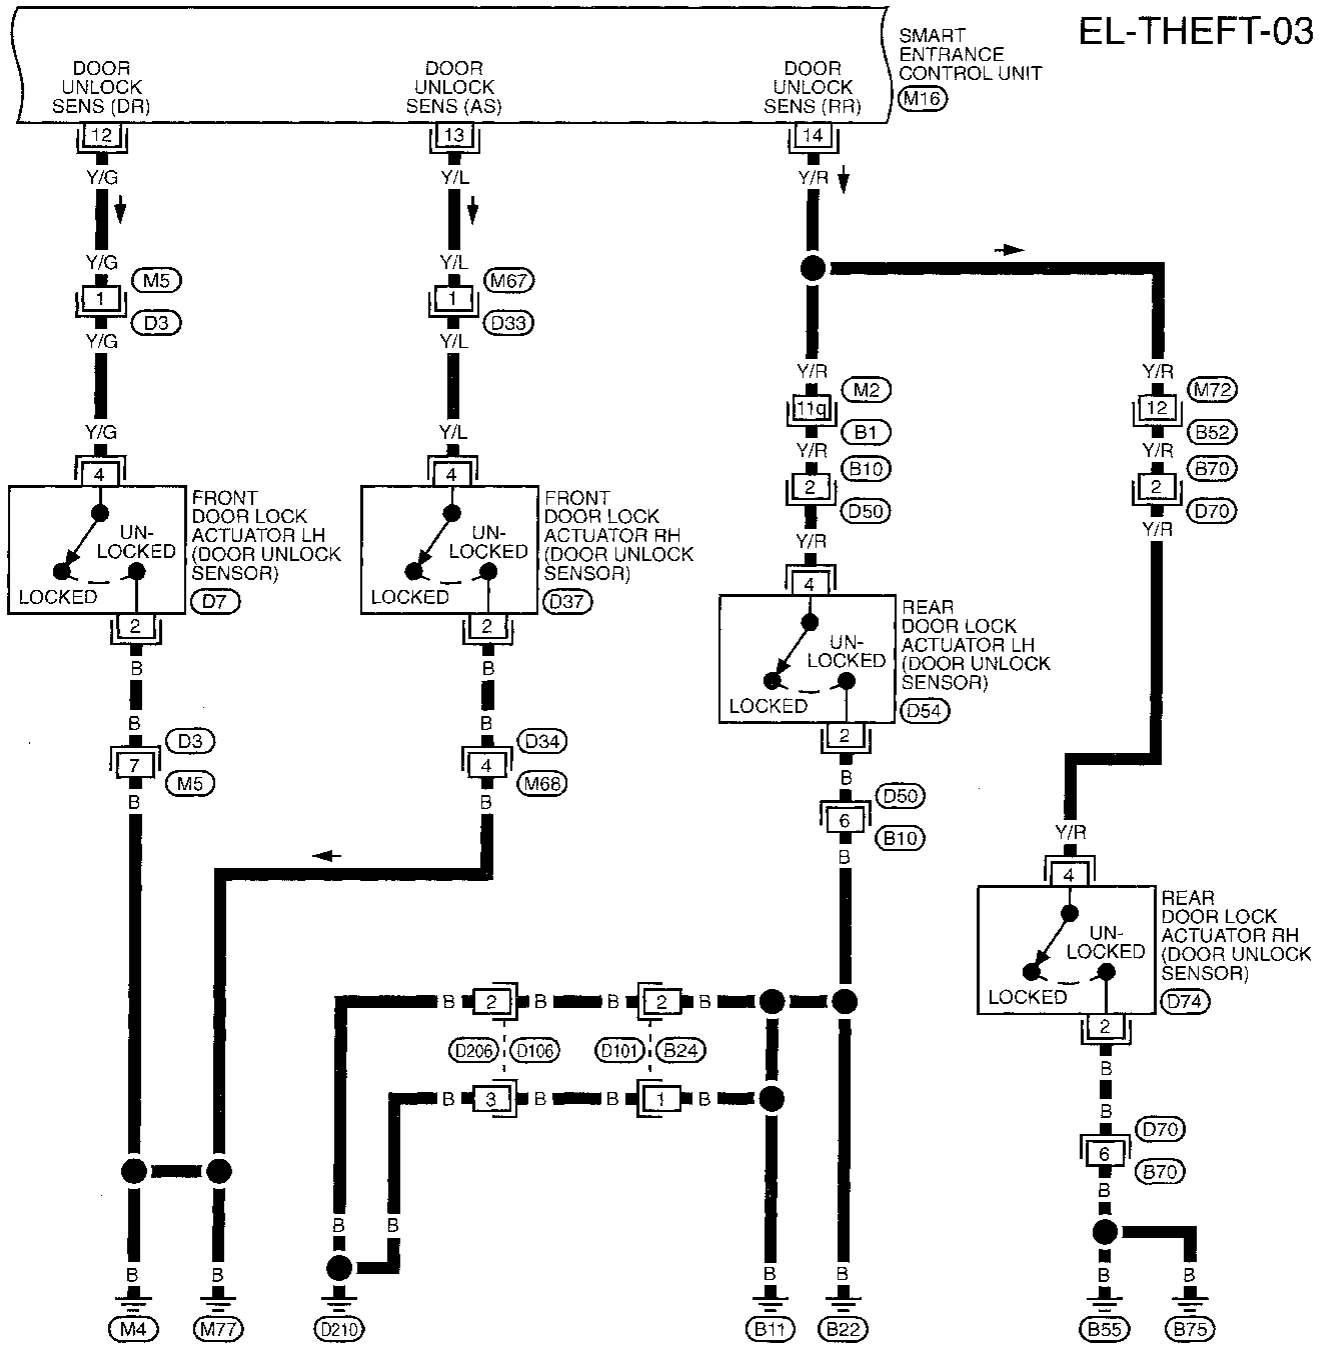 EL-THEFT-03
SMART
ENTRANCE
CONTROL UNIT
M16
DOOR
UNLOCK
SENS (DR)
DOOR
UNLOCK
SENS (AS)
DOOR
UNLOCK
SENS (RR)
12
13
14
Y/G
Y/L
Y/R
Y/G
Y/L
1
M5
D3
1
M67
D33
Y/G
Y/L
Y/R
Y/R
11q
M2
B1
12
M72
B52
Y/G
Y/L
Y/R
Y/R
4
4
2
B10
D50
2
B70
D70
Y/R
Y/R
FRONT
DOOR LOCK
ACTUATOR LH
(DOOR UNLOCK
SENSOR)
D7
UN-
LOCKED
LOCKED
FRONT
DOOR LOCK
ACTUATOR RH
(DOOR UNLOCK
SENSOR)
D37
UN-
LOCKED
LOCKED
4
REAR
DOOR LOCK
ACTUATOR LH
(DOOR UNLOCK
SENSOR)
D54
UN-
LOCKED
LOCKED
2
2
B
B
B
B
7
D3
M5
4
D34
M68
B
B
2
B
6
D50
B10
B
Y/R
4
REAR
DOOR LOCK
ACTUATOR RH
(DOOR UNLOCK
SENSOR)
D74
UN-
LOCKED
LOCKED
2
B
B
6
D70
B70
B
B
2
B
B
2
B
D206
D106
D101
B24
B
3
B
B
1
B
B
B
B
B
B
B
B
B
M4
M77
D210
B11
B22
B55
B75